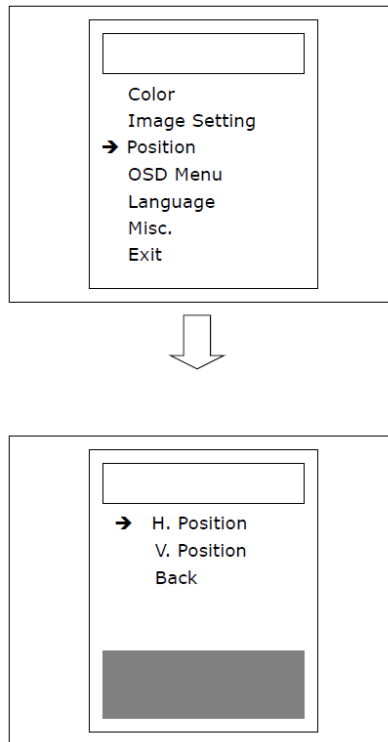 Color
Image Setting
➔ Position
OSD Menu
Language
Misc.
Exit
➔ H. Position
V. Position
Back